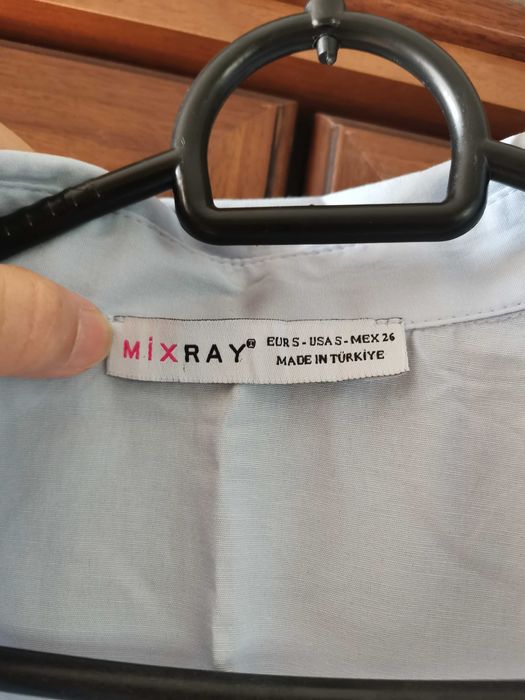 MİXRAY
EUR S - USA S - MEX 26
MADE IN TÜRKİYE